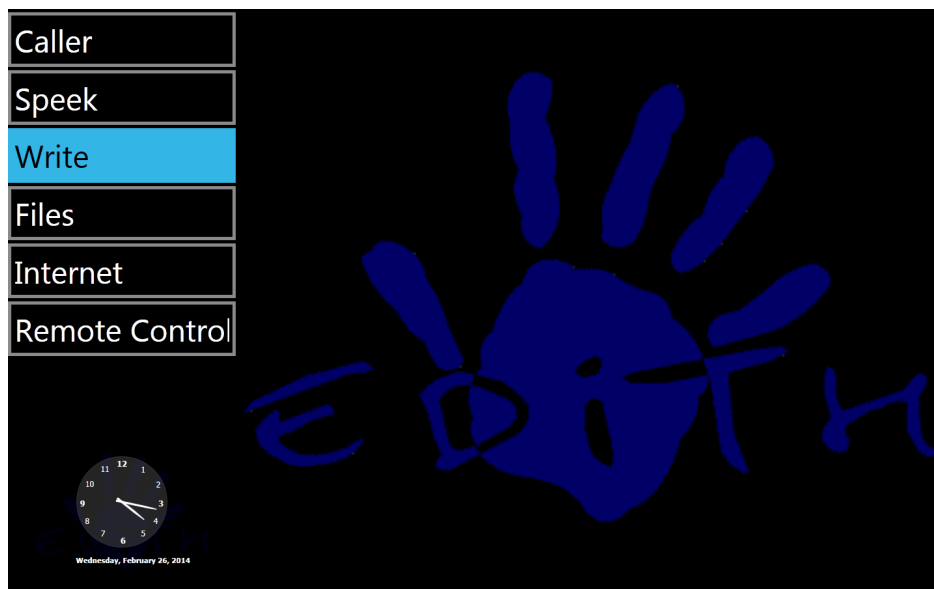 Caller
Speek
Write
Files
Internet
Remote Control
EDiTH
12
11 1
10 2
9 3
8 4
7 5
6
Wednesday, February 26, 2014